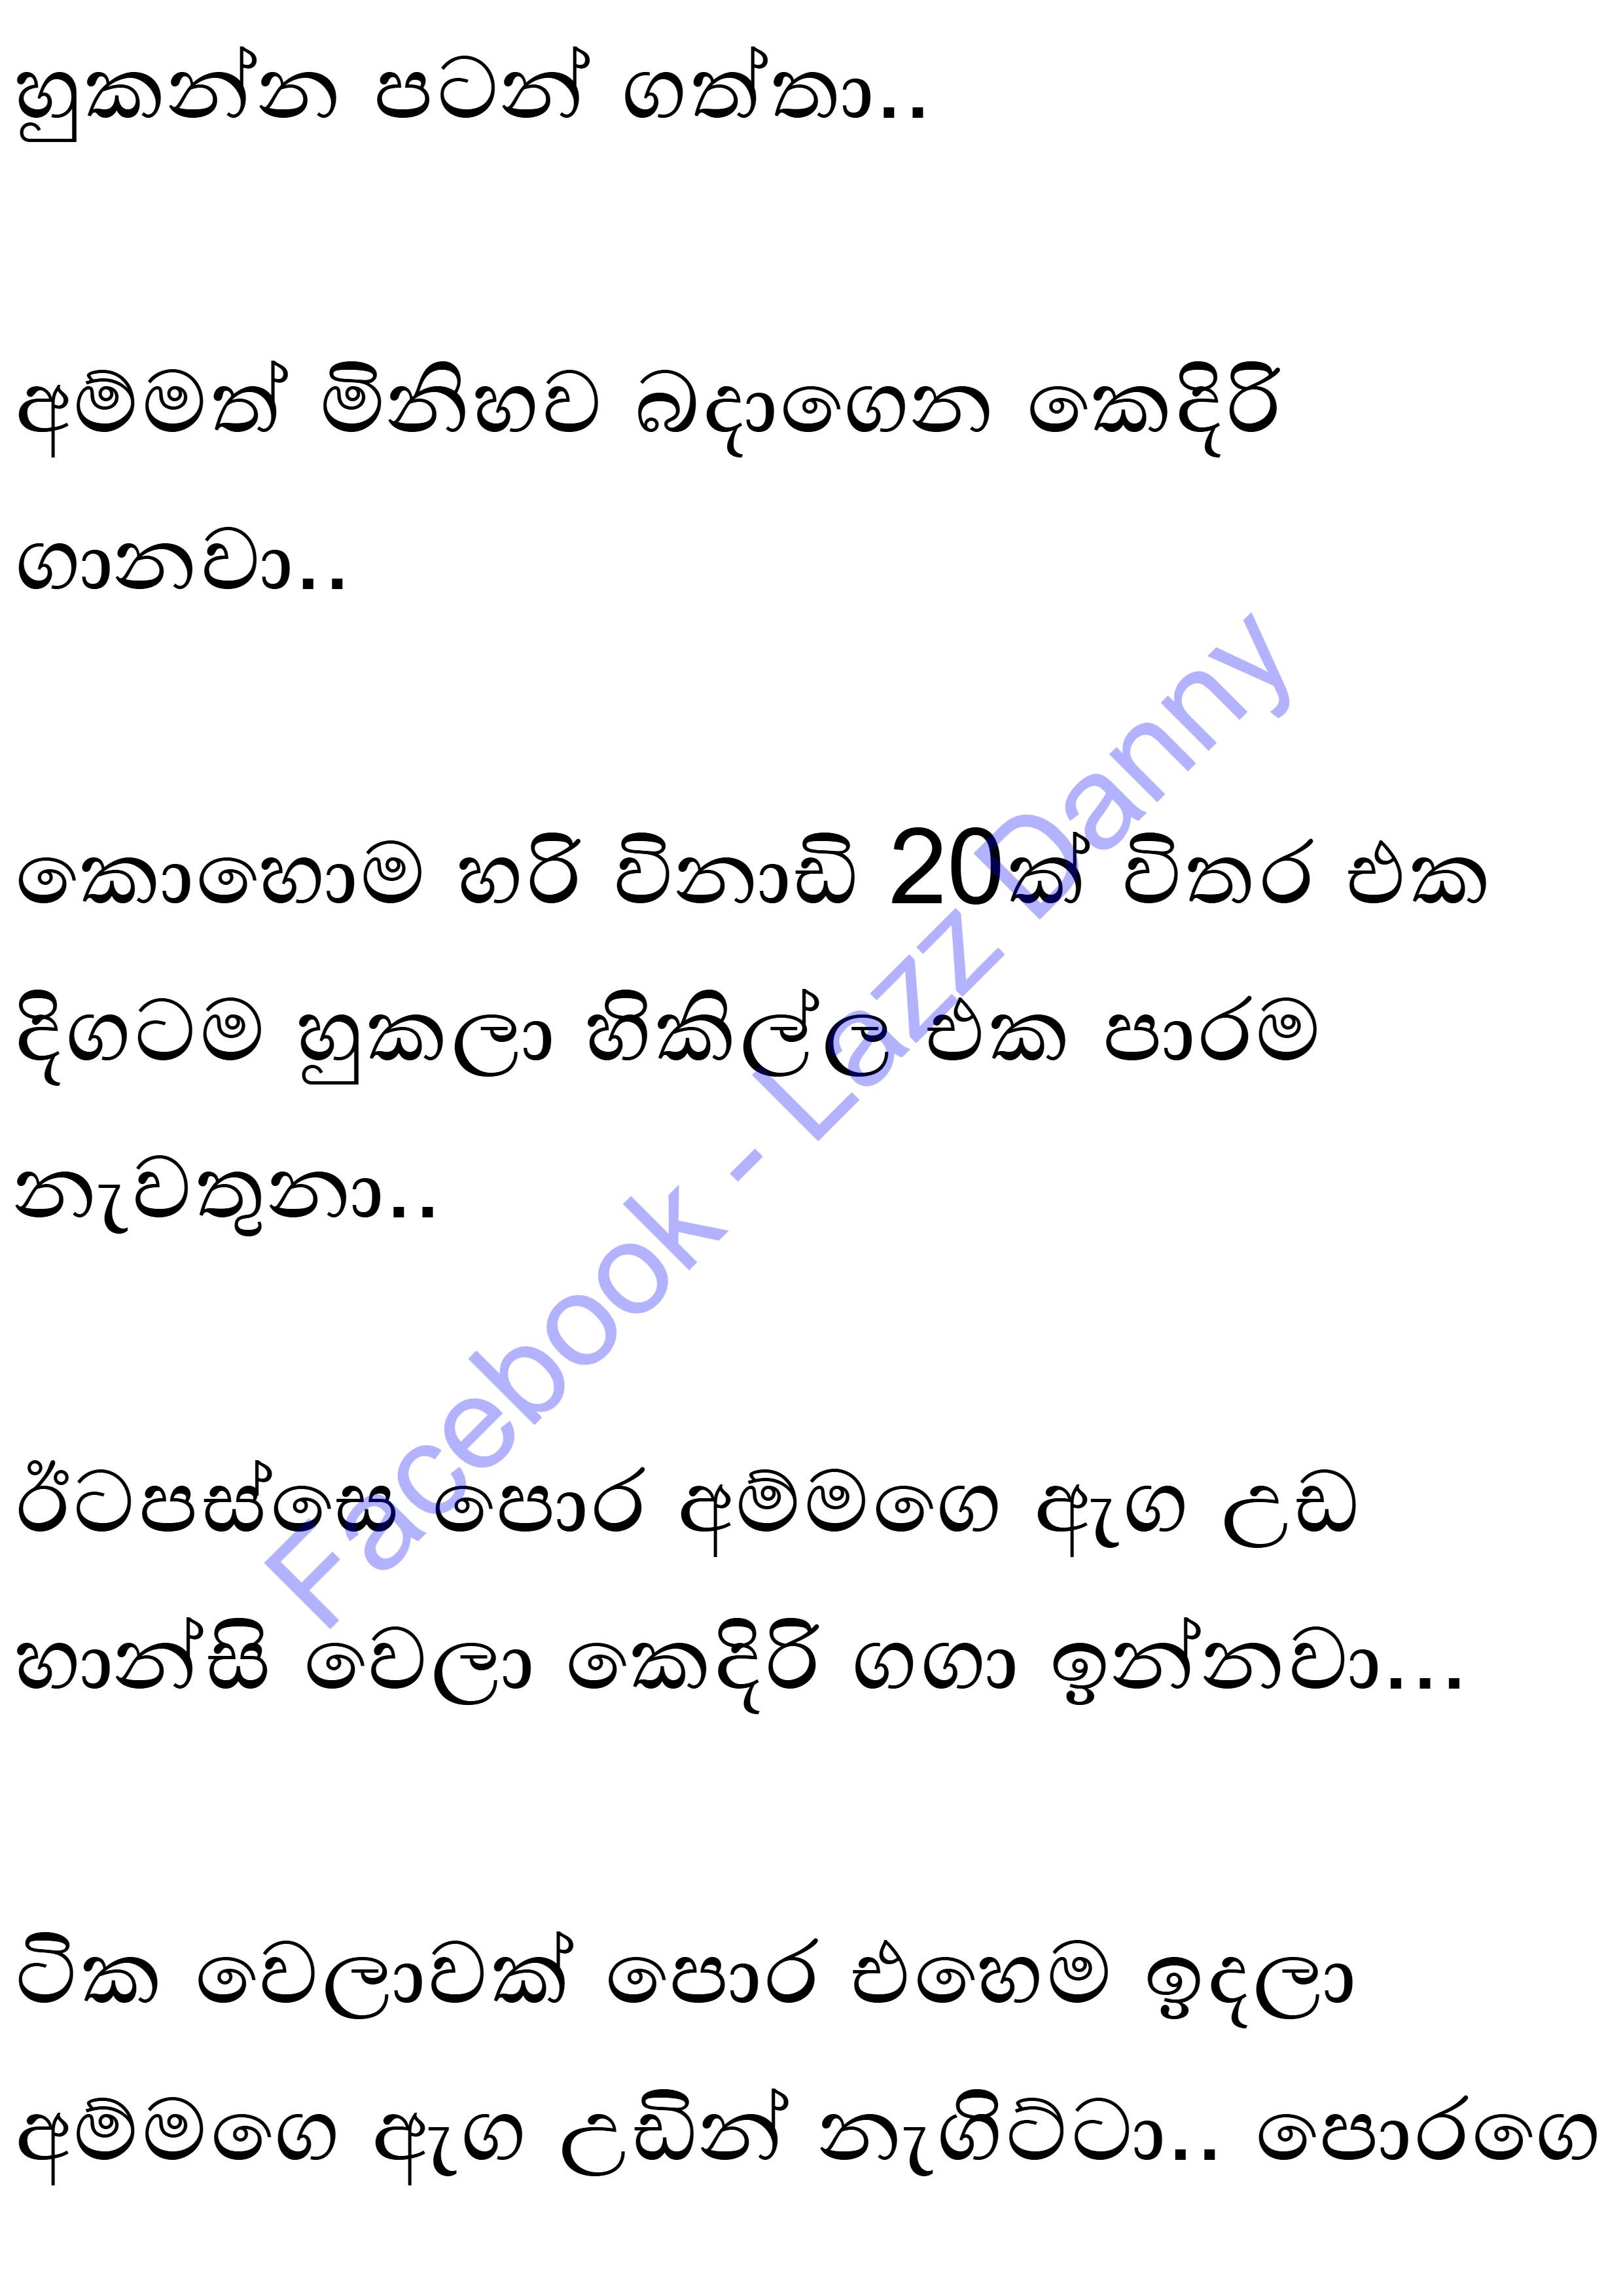 හුකන්න පටන් ගත්තා..
අම්මත් මිනිහව බදාගෙන කෙදිරි
ගානවා..
කොහොම හරි විනාඩි 20ක් විතර එක
දිගටම හුකලා හිකිල්ල එක පාරම
නැවතුනා..
ඊටපස්සෙ පොර අම්මගෙ ඇග උඩ
හාන්සි වෙලා කෙදිරි ගගා ඉන්නවා...
ටික වෙලාවක් පොර එහෙම ඉදලා
අම්මගෙ ඇග උඩින් නැගිට්ටා.. පොරගෙ
Facebook - Lazz Danny